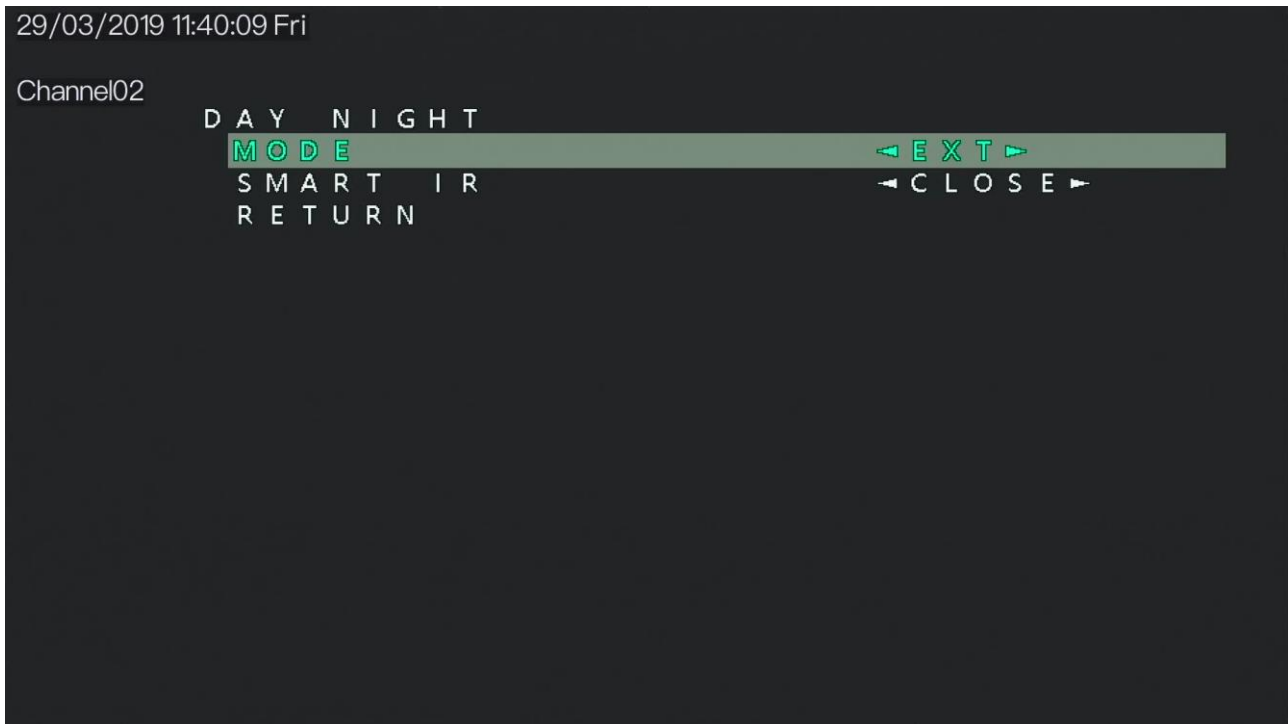 29/03/2019 11:40:09 Fri
Channel02
DAY NIGHT
MODE ◄EXT►
SMART IR ◄CLOSE►
RETURN